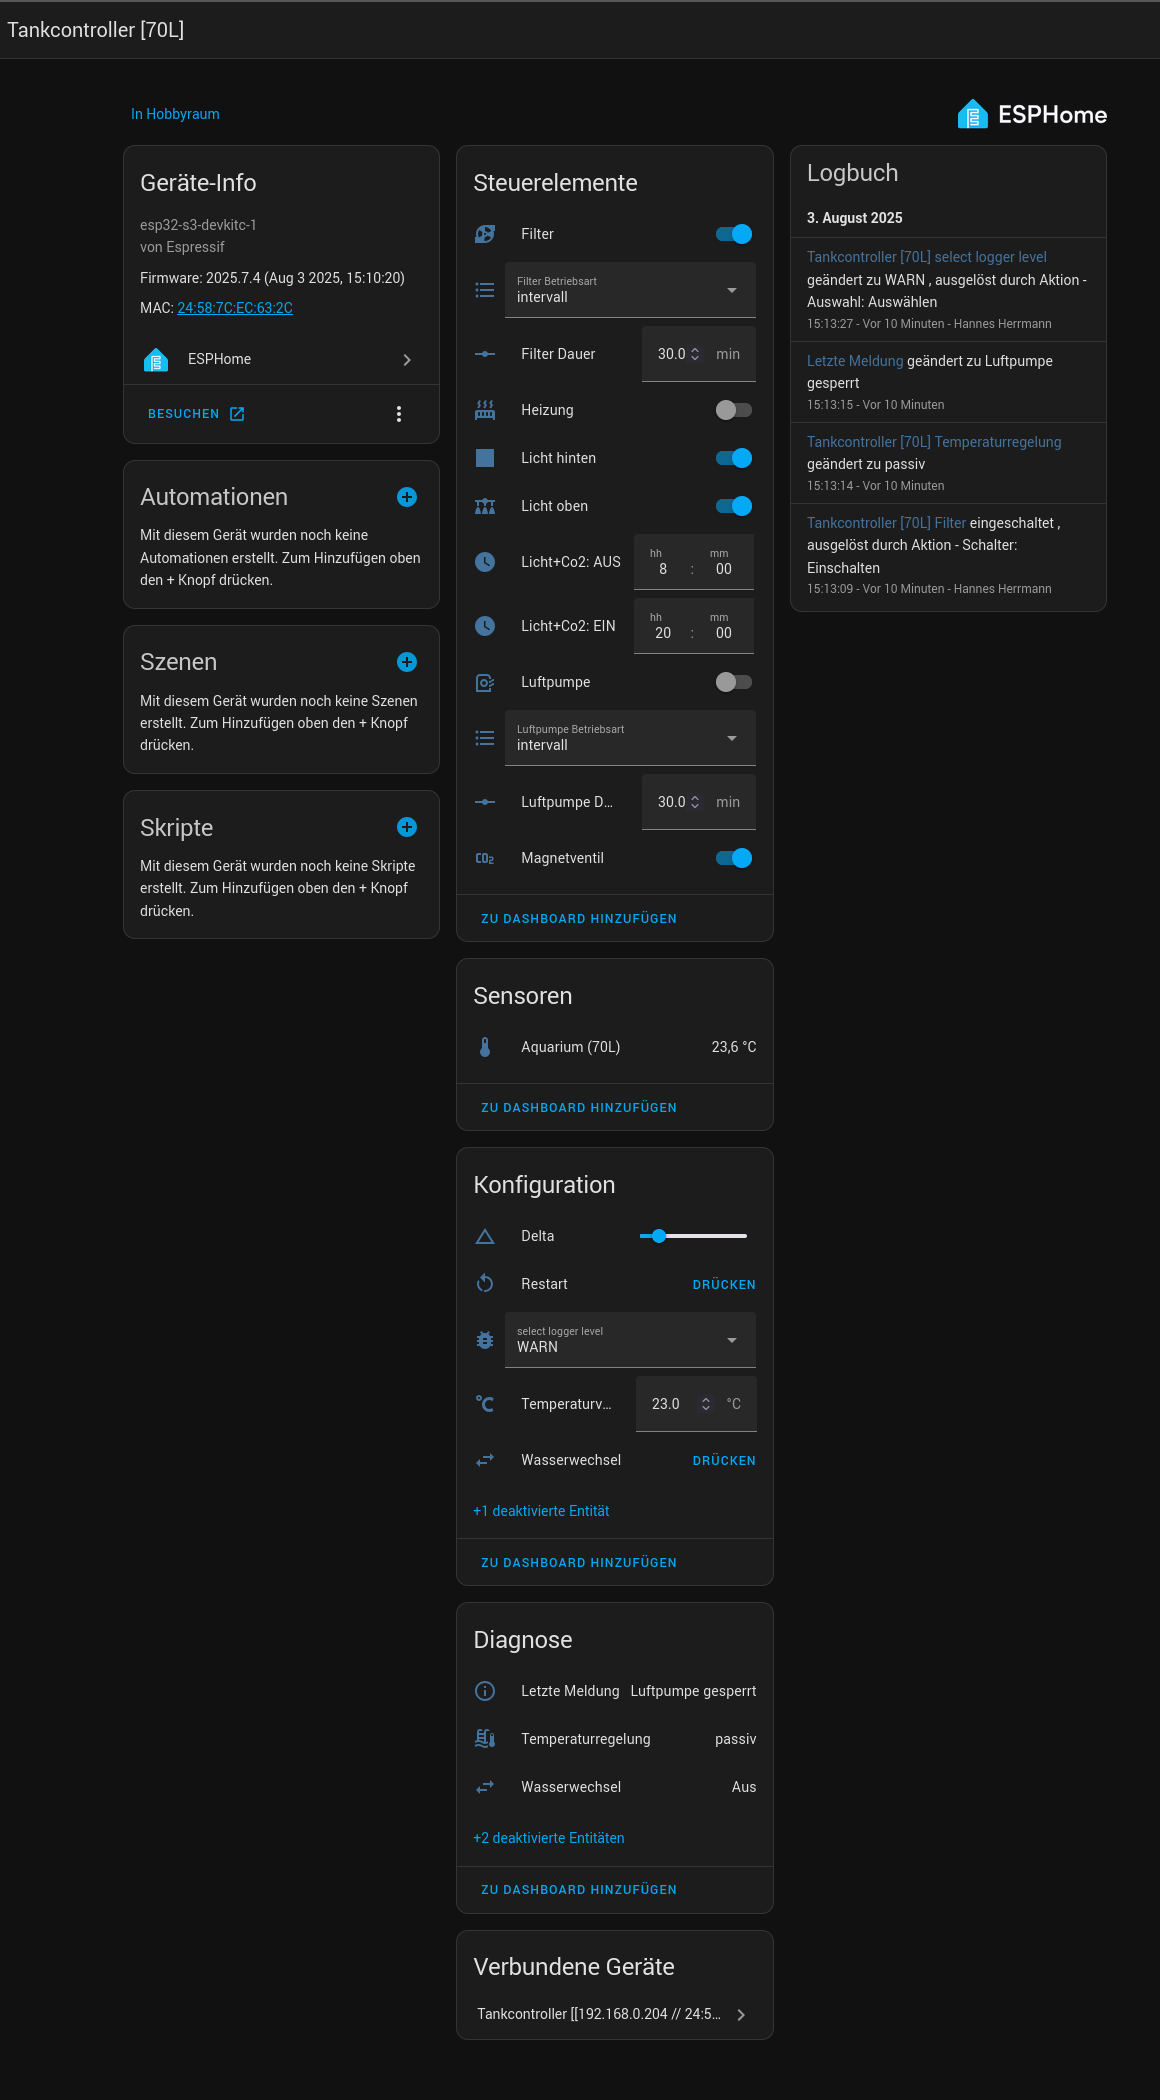 Tankcontroller [70L]
In Hobbyraum
ESPHome
Geräte-Info
esp32-s3-devkitc-1
von Espressif
Firmware: 2025.7.4 (Aug 3 2025, 15:10:20)
MAC: 24:58:7C:EC:63:2C
ESPHome
BESUCHEN
Automationen
Mit diesem Gerät wurden noch keine
Automationen erstellt. Zum Hinzufügen oben
den + Knopf drücken.
Szenen
Mit diesem Gerät wurden noch keine Szenen
erstellt. Zum Hinzufügen oben den + Knopf
drücken.
Skripte
Mit diesem Gerät wurden noch keine Skripte
erstellt. Zum Hinzufügen oben den + Knopf
drücken.
Steuerelemente
Filter
Filter Betriebsart
intervall
Filter Dauer 30.0 min
Heizung
Licht hinten
Licht oben
hh mm
Licht+Co2: AUS 8 : 00
hh mm
Licht+Co2: EIN 20 : 00
Luftpumpe
Luftpumpe Betriebsart
intervall
Luftpumpe D... 30.0 min
CO2 Magnetventil
ZU DASHBOARD HINZUFÜGEN
Sensoren
Aquarium (70L) 23,6 °C
ZU DASHBOARD HINZUFÜGEN
Konfiguration
Delta
Restart DRÜCKEN
select logger level
WARN
°C Temperaturv... 23.0 °C
Wasserwechsel DRÜCKEN
+1 deaktivierte Entität
ZU DASHBOARD HINZUFÜGEN
Diagnose
Letzte Meldung Luftpumpe gesperrt
Temperaturregelung passiv
Wasserwechsel Aus
+2 deaktivierte Entitäten
ZU DASHBOARD HINZUFÜGEN
Verbundene Geräte
Tankcontroller [[192.168.0.204 // 24:5...
Logbuch
3. August 2025
Tankcontroller [70L] select logger level
geändert zu WARN , ausgelöst durch Aktion -
Auswahl: Auswählen
15:13:27 - Vor 10 Minuten - Hannes Herrmann
Letzte Meldung geändert zu Luftpumpe
gesperrt
15:13:15 - Vor 10 Minuten
Tankcontroller [70L] Temperaturregelung
geändert zu passiv
15:13:14 - Vor 10 Minuten
Tankcontroller [70L] Filter eingeschaltet ,
ausgelöst durch Aktion - Schalter:
Einschalten
15:13:09 - Vor 10 Minuten - Hannes Herrmann